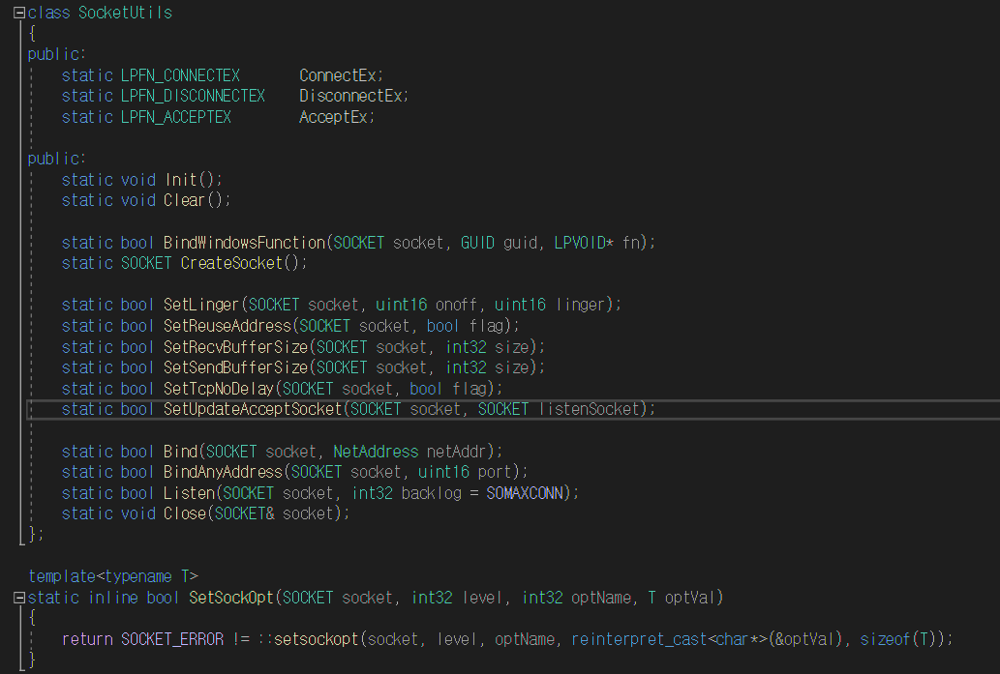 class SocketUtils
{
public:
    static LPFN_CONNECTEX       ConnectEx;
    static LPFN_DISCONNECTEX    DisconnectEx;
    static LPFN_ACCEPTEX        AcceptEx;
public:
    static void Init();
    static void Clear();
    static bool BindWindowsFunction(SOCKET socket, GUID guid, LPVOID* fn);
    static SOCKET CreateSocket();
    static bool SetLinger(SOCKET socket, uint16 onoff, uint16 linger);
    static bool SetReuseAddress(SOCKET socket, bool flag);
    static bool SetRecvBufferSize(SOCKET socket, int32 size);
    static bool SetSendBufferSize(SOCKET socket, int32 size);
    static bool SetTcpNoDelay(SOCKET socket, bool flag);
    static bool SetUpdateAcceptSocket(SOCKET socket, SOCKET listenSocket);
    static bool Bind(SOCKET socket, NetAddress netAddr);
    static bool BindAnyAddress(SOCKET socket, uint16 port);
    static bool Listen(SOCKET socket, int32 backlog = SOMAXCONN);
    static void Close(SOCKET& socket);
};
template<typename T>
static inline bool SetSockOpt(SOCKET socket, int32 level, int32 optName, T optVal)
{
    return SOCKET_ERROR != ::setsockopt(socket, level, optName, reinterpret_cast<char*>(&optVal), sizeof(T));
}